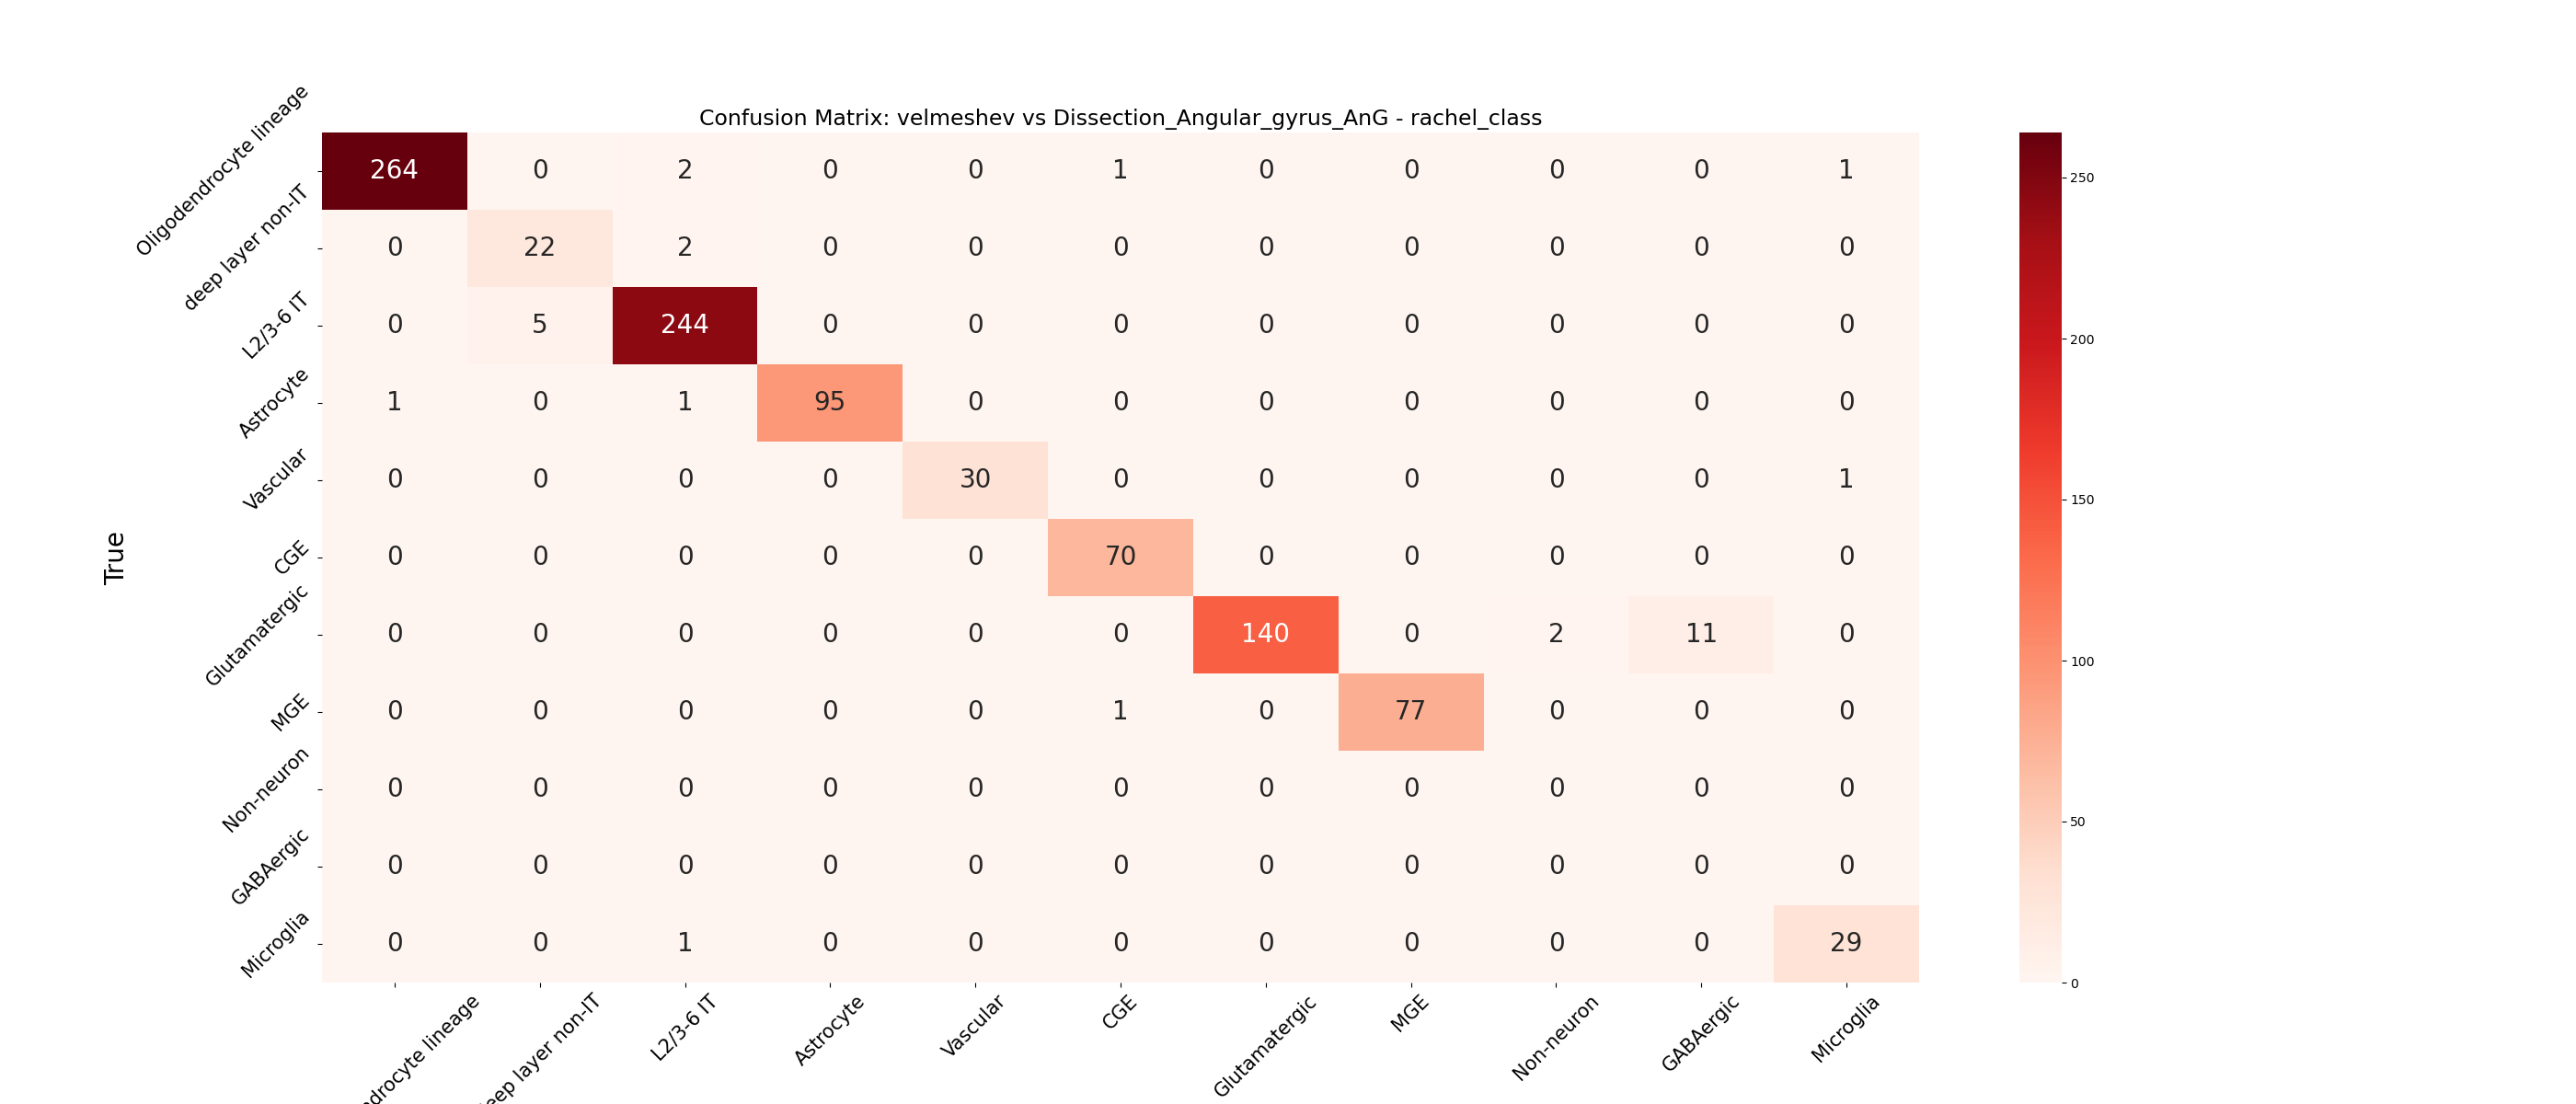 Confusion Matrix: velmeshev vs Dissection_Angular_gyrus_AnG - rachel_class
True
Oligodendrocyte lineage 264 0 2 0 0 1 0 0 0 0 1
deep layer non-IT 0 22 2 0 0 0 0 0 0 0 0
L2/3-6 IT 0 5 244 0 0 0 0 0 0 0 0
Astrocyte 1 0 1 95 0 0 0 0 0 0 0
Vascular 0 0 0 0 30 0 0 0 0 0 1
CGE 0 0 0 0 0 70 0 0 0 0 0
Glutamatergic 0 0 0 0 0 0 140 0 2 11 0
MGE 0 0 0 0 0 1 0 77 0 0 0
Non-neuron 0 0 0 0 0 0 0 0 0 0 0
GABAergic 0 0 0 0 0 0 0 0 0 0 0
Microglia 0 0 1 0 0 0 0 0 0 0 29
ndrocyte lineage
eep layer non-IT
L2/3-6 IT
Astrocyte
Vascular
CGE
Glutamatergic
MGE
Non-neuron
GABAergic
Microglia
250
200
150
100
50
0